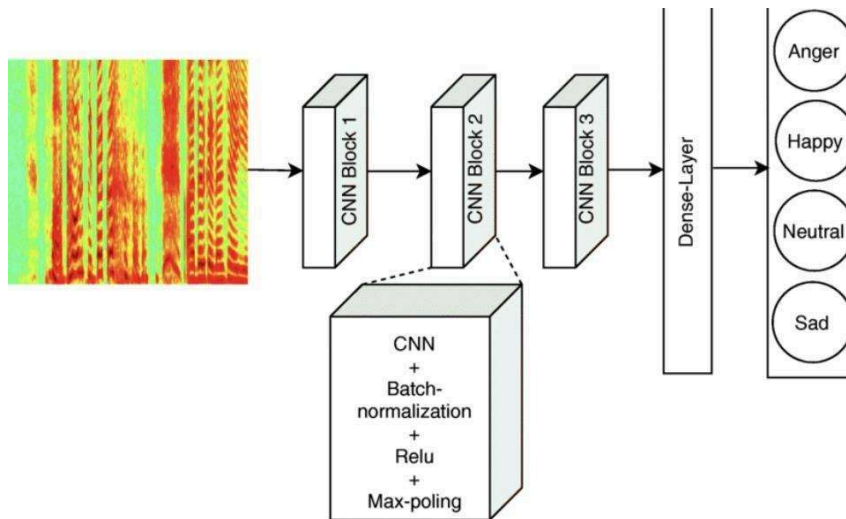 CNN Block 1
CNN Block 2
CNN Block 3
Dense-Layer
Anger
Happy
Neutral
Sad
CNN
+
Batch-
normalization
+
Relu
+
Max-poling